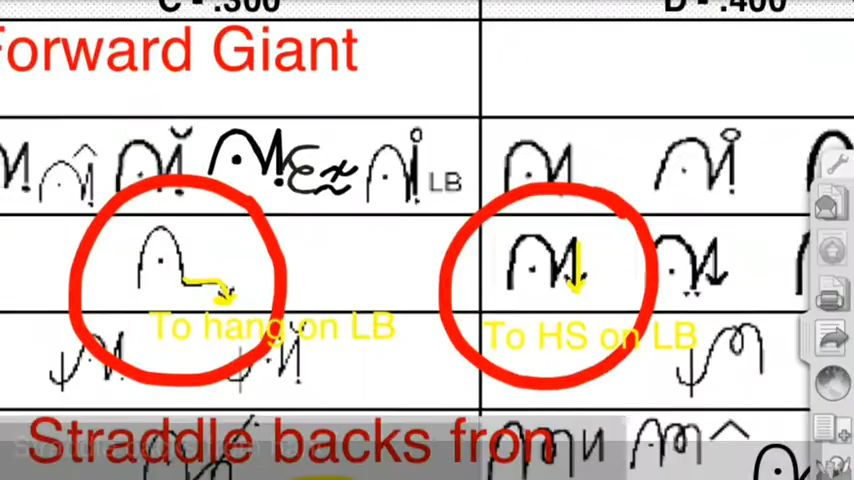 C - .300 D - .400
Forward Giant
LB
To hang on LB To HS on LB
Straddle backs from